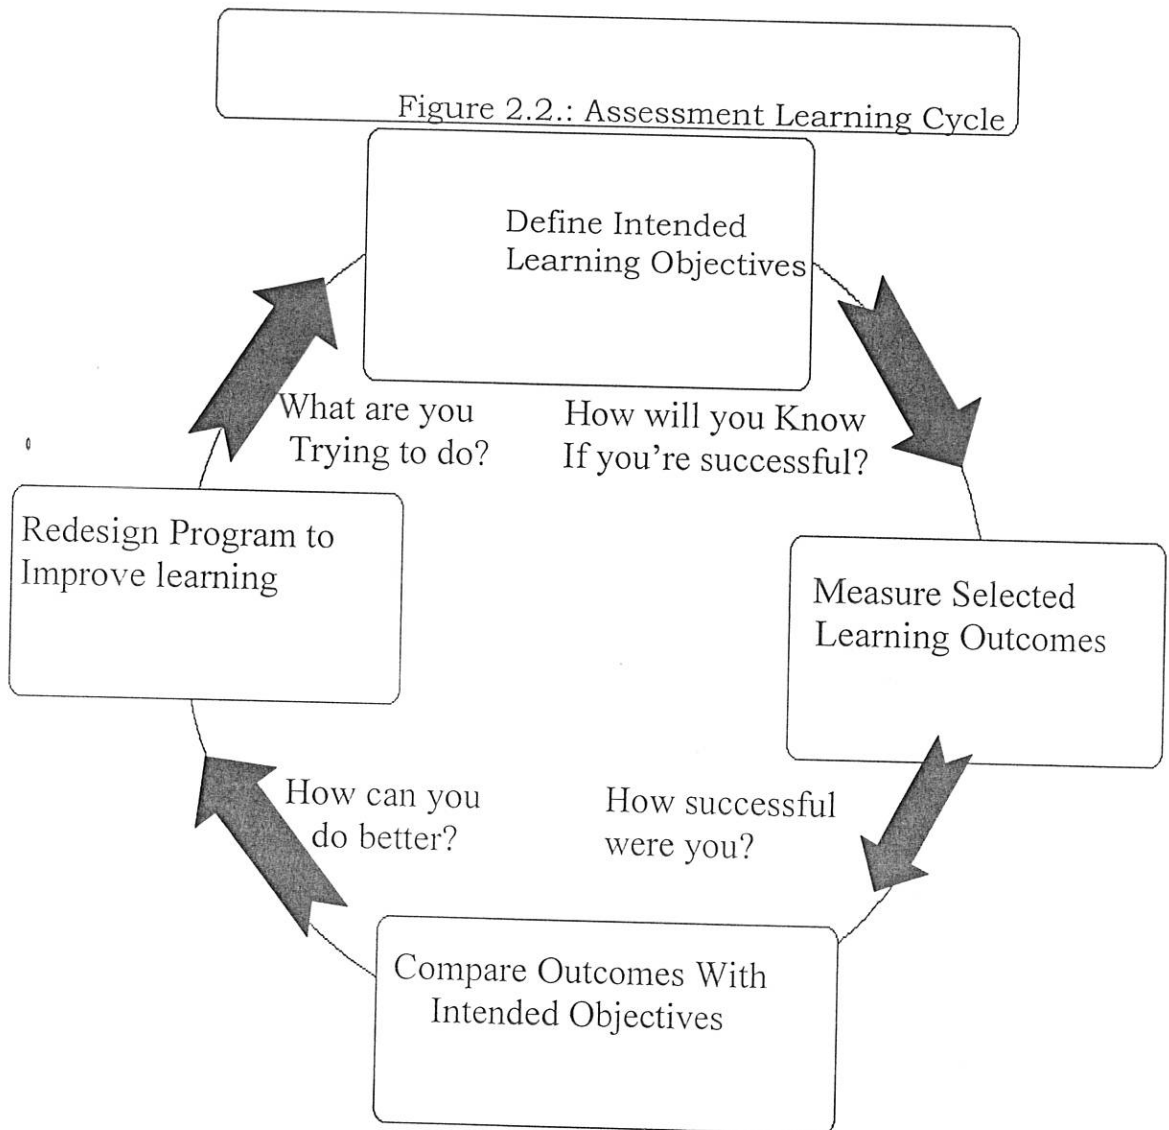 Figure 2.2.: Assessment Learning Cycle
Define Intended
Learning Objectives
What are you
Trying to do?
How will you Know
If you're successful?
Redesign Program to
Improve learning
Measure Selected
Learning Outcomes
How can you
do better?
How successful
were you?
Compare Outcomes With
Intended Objectives